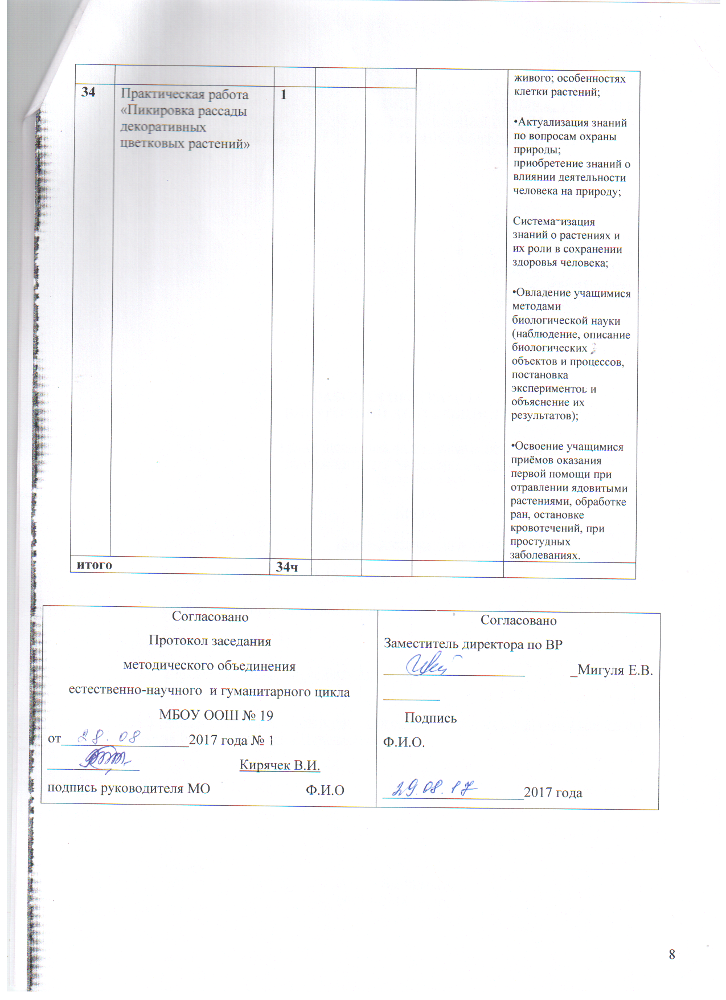 живого; особенностях
клетки растений;
34 Практическая работа 1
«Пикировка рассады
декоративных
цветковых растений»
•Актуализация знаний
по вопросам охраны
природы;
приобретение знаний о
влиянии деятельности
человека на природу;
Систематизация
знаний о растениях и
их роли в сохранении
здоровья человека;
•Овладение учащимися
методами
биологической науки
(наблюдение, описание
биологических
объектов и процессов,
постановка
экспериментов и
объяснение их
результатов);
•Освоение учащимися
приёмов оказания
первой помощи при
отравлении ядовитыми
растениями, обработке
ран, остановке
кровотечений, при
простудных
заболеваниях.
итого 34ч
Согласовано
Протокол заседания
методического объединения
естественно-научного и гуманитарного цикла
МБОУ ООШ № 19
от 28.08 2017 года № 1
Кирячек В.И.
подпись руководителя МО Ф.И.О
Согласовано
Заместитель директора по ВР
_Мигуля Е.В.
Подпись
Ф.И.О.
29.08.17 2017 года
8